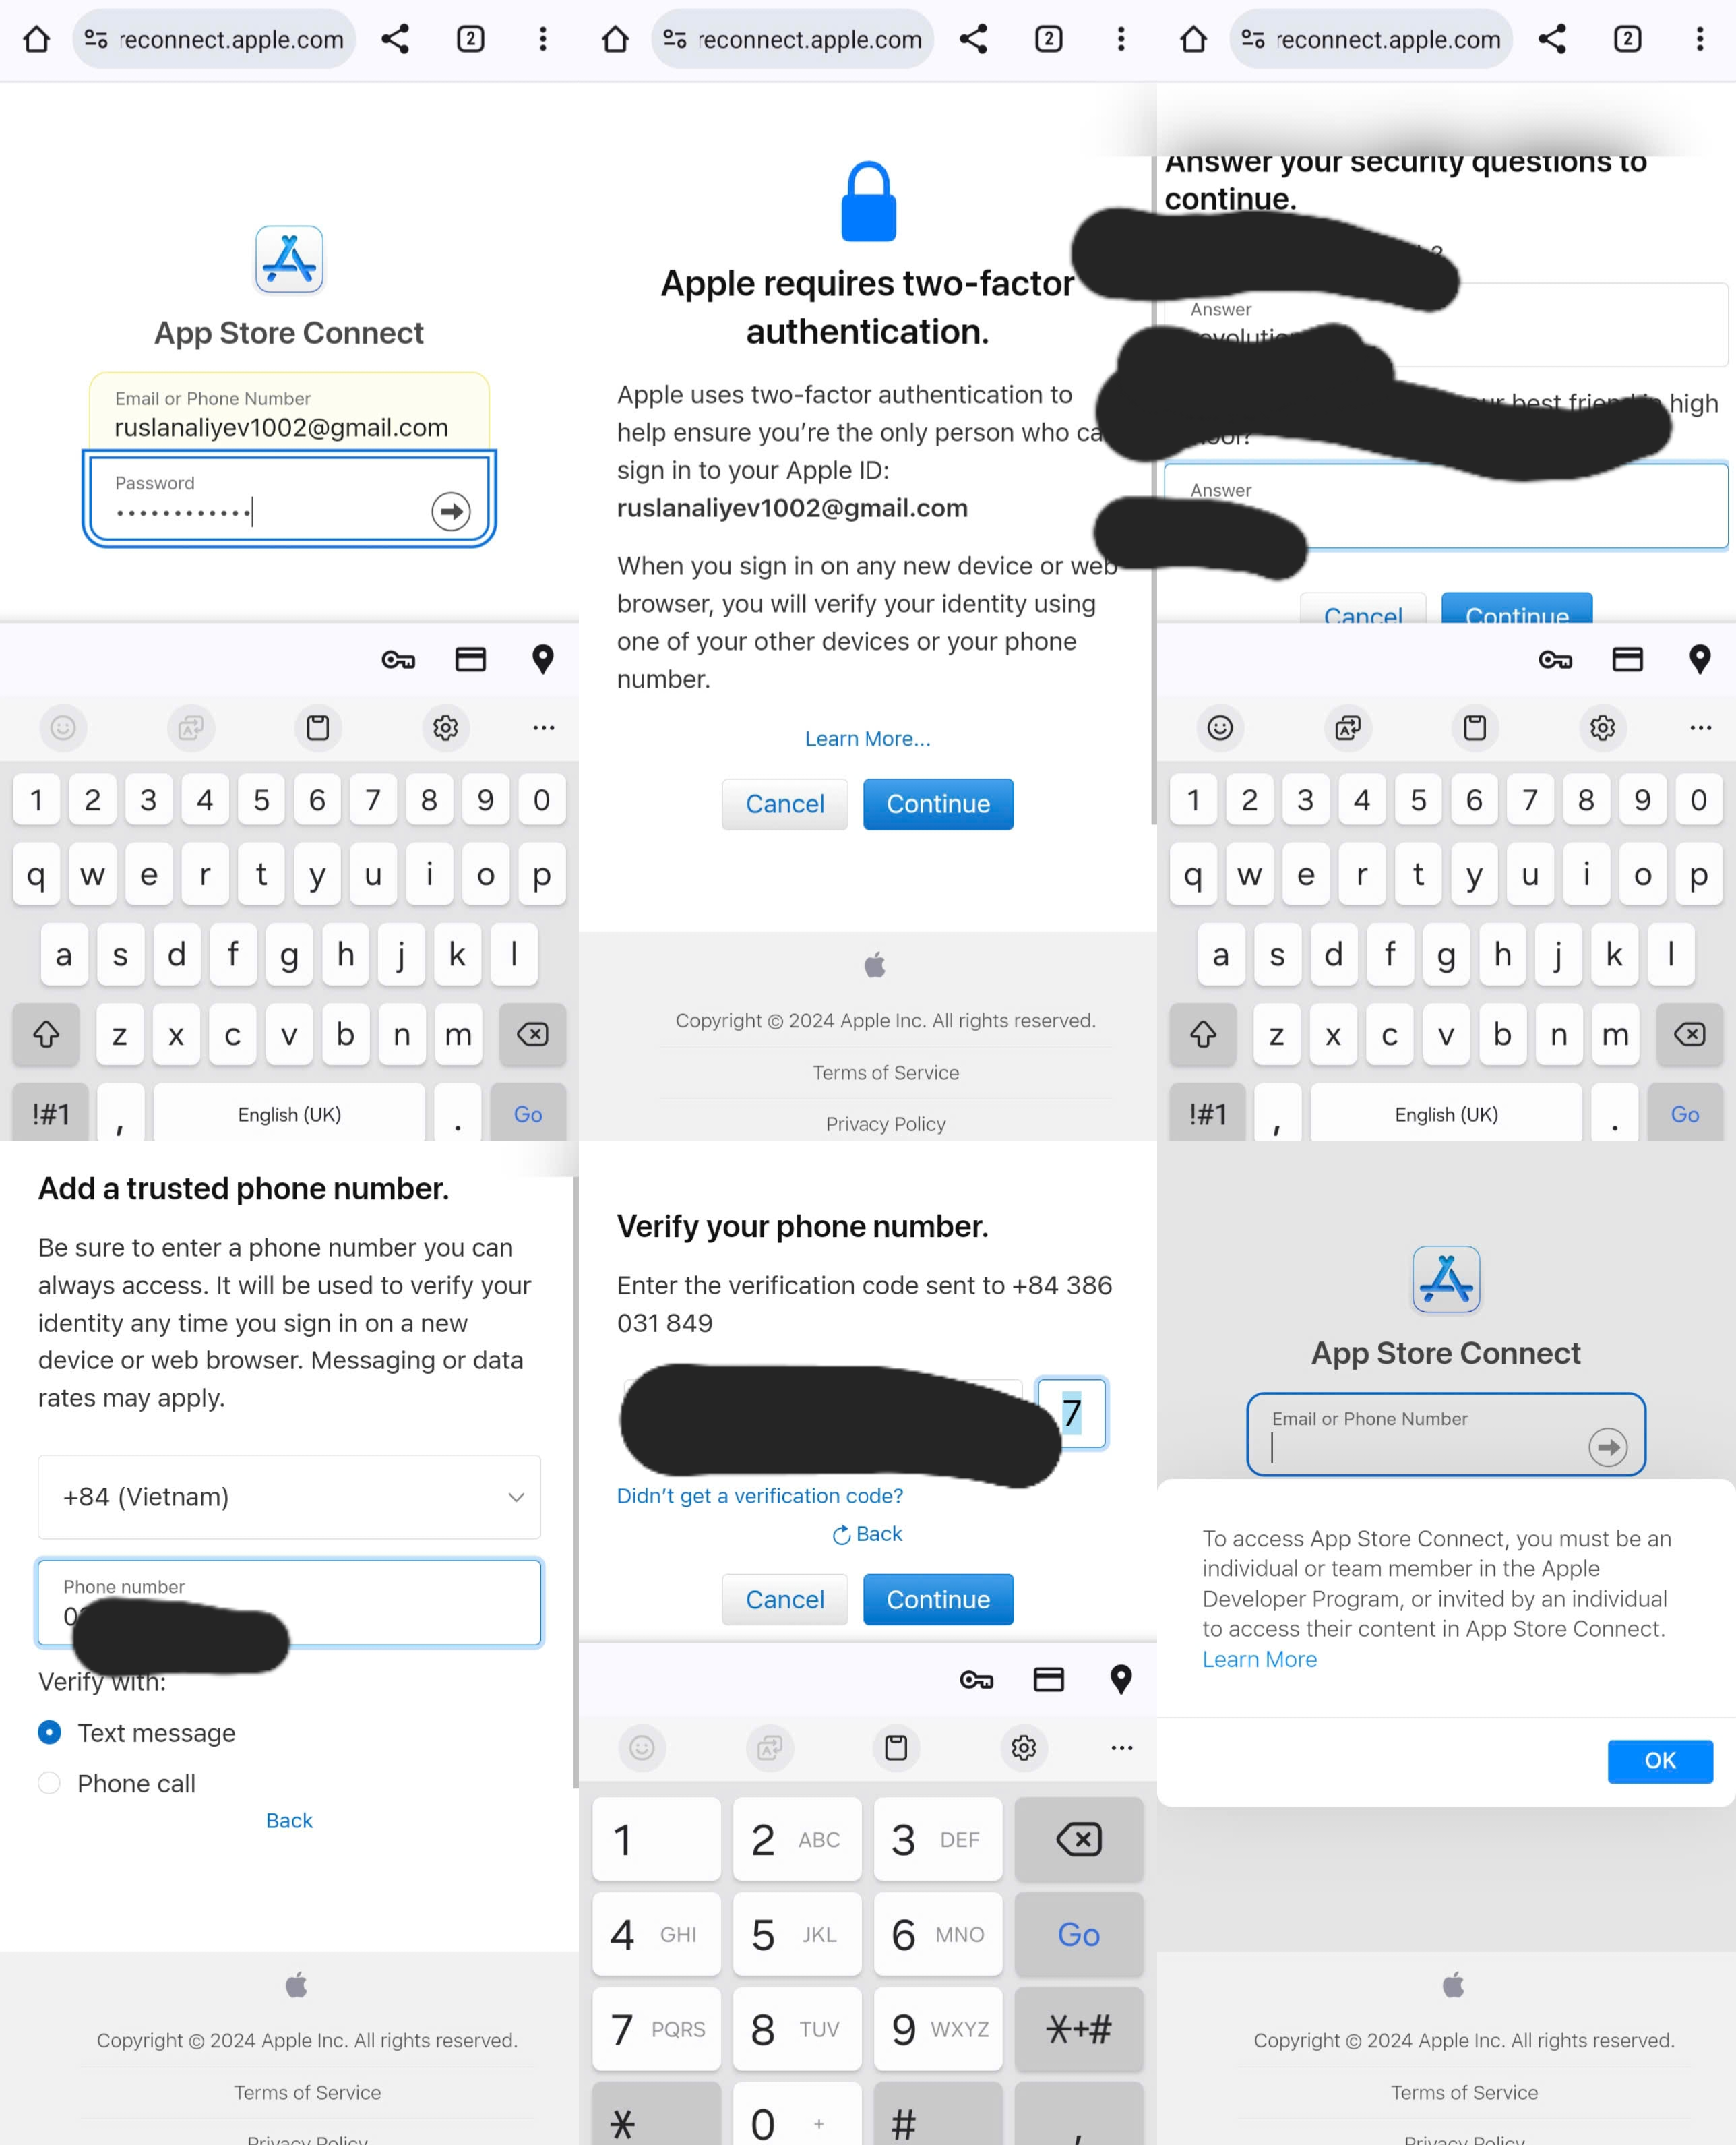 reconnect.apple.com
2
App Store Connect
Email or Phone Number
ruslanaliyev1002@gmail.com
Password
1 2 3 4 5 6 7 8 9 0
q w e r t y u i o p
a s d f g h j k l
z x c v b n m
!#1 , English (UK) . Go
reconnect.apple.com
2
Apple requires two-factor
authentication.
Apple uses two-factor authentication to
help ensure you're the only person who
sign in to your Apple ID:
ruslanaliyev1002@gmail.com
When you sign in on any new device or web
browser, you will verify your identity using
one of your other devices or your phone
number.
Learn More...
Cancel Continue
Copyright © 2024 Apple Inc. All rights reserved.
Terms of Service
Privacy Policy
reconnect.apple.com
2
Answer your security questions to
continue.
?
Answer
Answer
best friend in high
Cancel Continue
1 2 3 4 5 6 7 8 9 0
q w e r t y u i o p
a s d f g h j k l
z x c v b n m
!#1 , English (UK) . Go
Add a trusted phone number.
Be sure to enter a phone number you can
always access. It will be used to verify your
identity any time you sign in on a new
device or web browser. Messaging or data
rates may apply.
+84 (Vietnam)
Phone number
0
Verify with:
Text message
Phone call
Back
Copyright © 2024 Apple Inc. All rights reserved.
Terms of Service
Privacy Policy
Verify your phone number.
Enter the verification code sent to +84 386
031 849
7
Didn't get a verification code?
Back
Cancel Continue
1 2 ABC 3 DEF
4 GHI 5 JKL 6 MNO Go
7 PQRS 8 TUV 9 WXYZ *+#
* 0 + # ,
App Store Connect
Email or Phone Number
To access App Store Connect, you must be an
individual or team member in the Apple
Developer Program, or invited by an individual
to access their content in App Store Connect.
Learn More
OK
Copyright © 2024 Apple Inc. All rights reserved.
Terms of Service
Privacy Policy